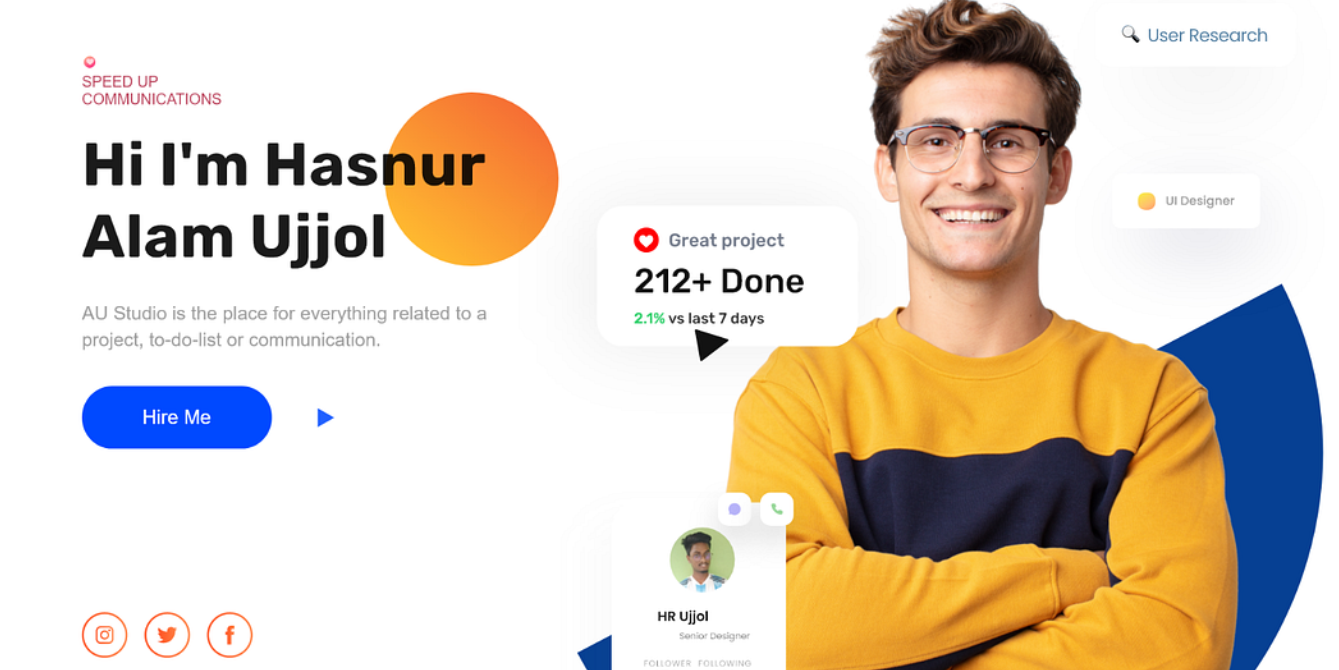 SPEED UP
COMMUNICATIONS
Hi I'm Hasnur
Alam Ujjol
AU Studio is the place for everything related to a
project, to-do-list or communication.
Hire Me
Great project
212+ Done
2.1% vs last 7 days
User Research
UI Designer
HR Ujjol
Senior Designer
FOLLOWER FOLLOWING